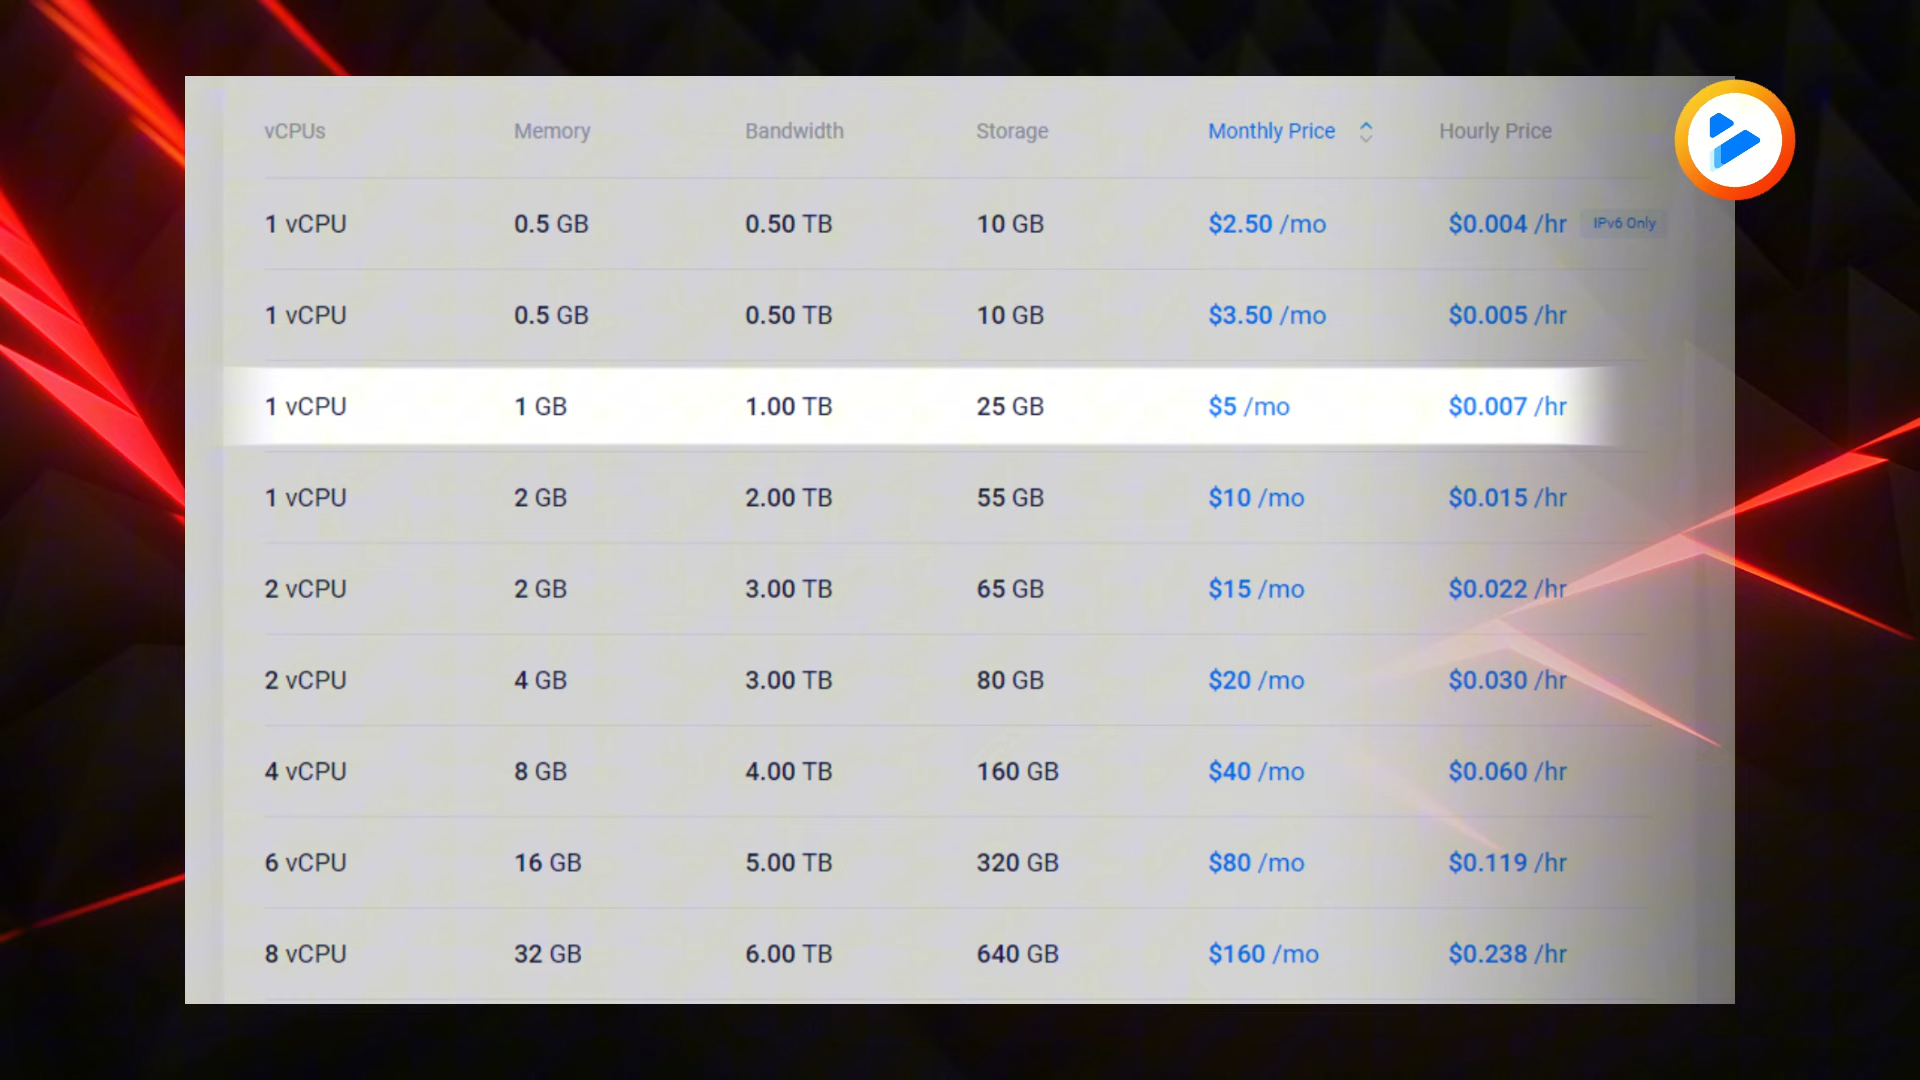 vCPUs Memory Bandwidth Storage Monthly Price Hourly Price
1 vCPU 0.5 GB 0.50 TB 10 GB $2.50 /mo $0.004 /hr IPv6 Only
1 vCPU 0.5 GB 0.50 TB 10 GB $3.50 /mo $0.005 /hr
1 vCPU 1 GB 1.00 TB 25 GB $5 /mo $0.007 /hr
1 vCPU 2 GB 2.00 TB 55 GB $10 /mo $0.015 /hr
2 vCPU 2 GB 3.00 TB 65 GB $15 /mo $0.022 /hr
2 vCPU 4 GB 3.00 TB 80 GB $20 /mo $0.030 /hr
4 vCPU 8 GB 4.00 TB 160 GB $40 /mo $0.060 /hr
6 vCPU 16 GB 5.00 TB 320 GB $80 /mo $0.119 /hr
8 vCPU 32 GB 6.00 TB 640 GB $160 /mo $0.238 /hr